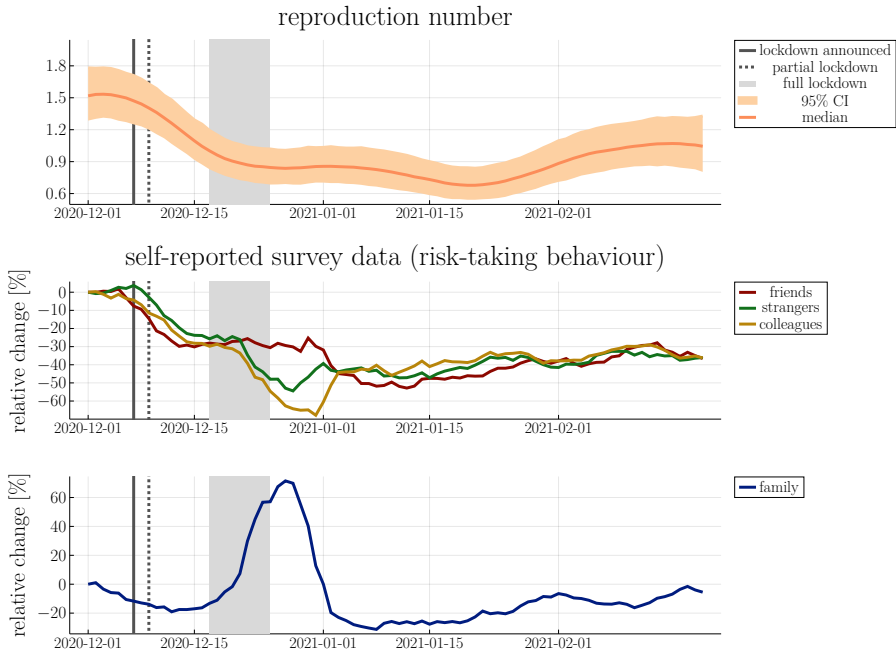 reproduction number
1.8
1.5
1.2
0.9
0.6
2020-12-01
2020-12-15
2021-01-01
2021-01-15
2021-02-01
lockdown announced
partial lockdown
full lockdown
95% CI
median
self-reported survey data (risk-taking behaviour)
relative change [%]
0
−10
−20
−30
−40
−50
−60
2020-12-01
2020-12-15
2021-01-01
2021-01-15
2021-02-01
friends
strangers
colleagues
relative change [%]
60
40
20
0
−20
2020-12-01
2020-12-15
2021-01-01
2021-01-15
2021-02-01
family